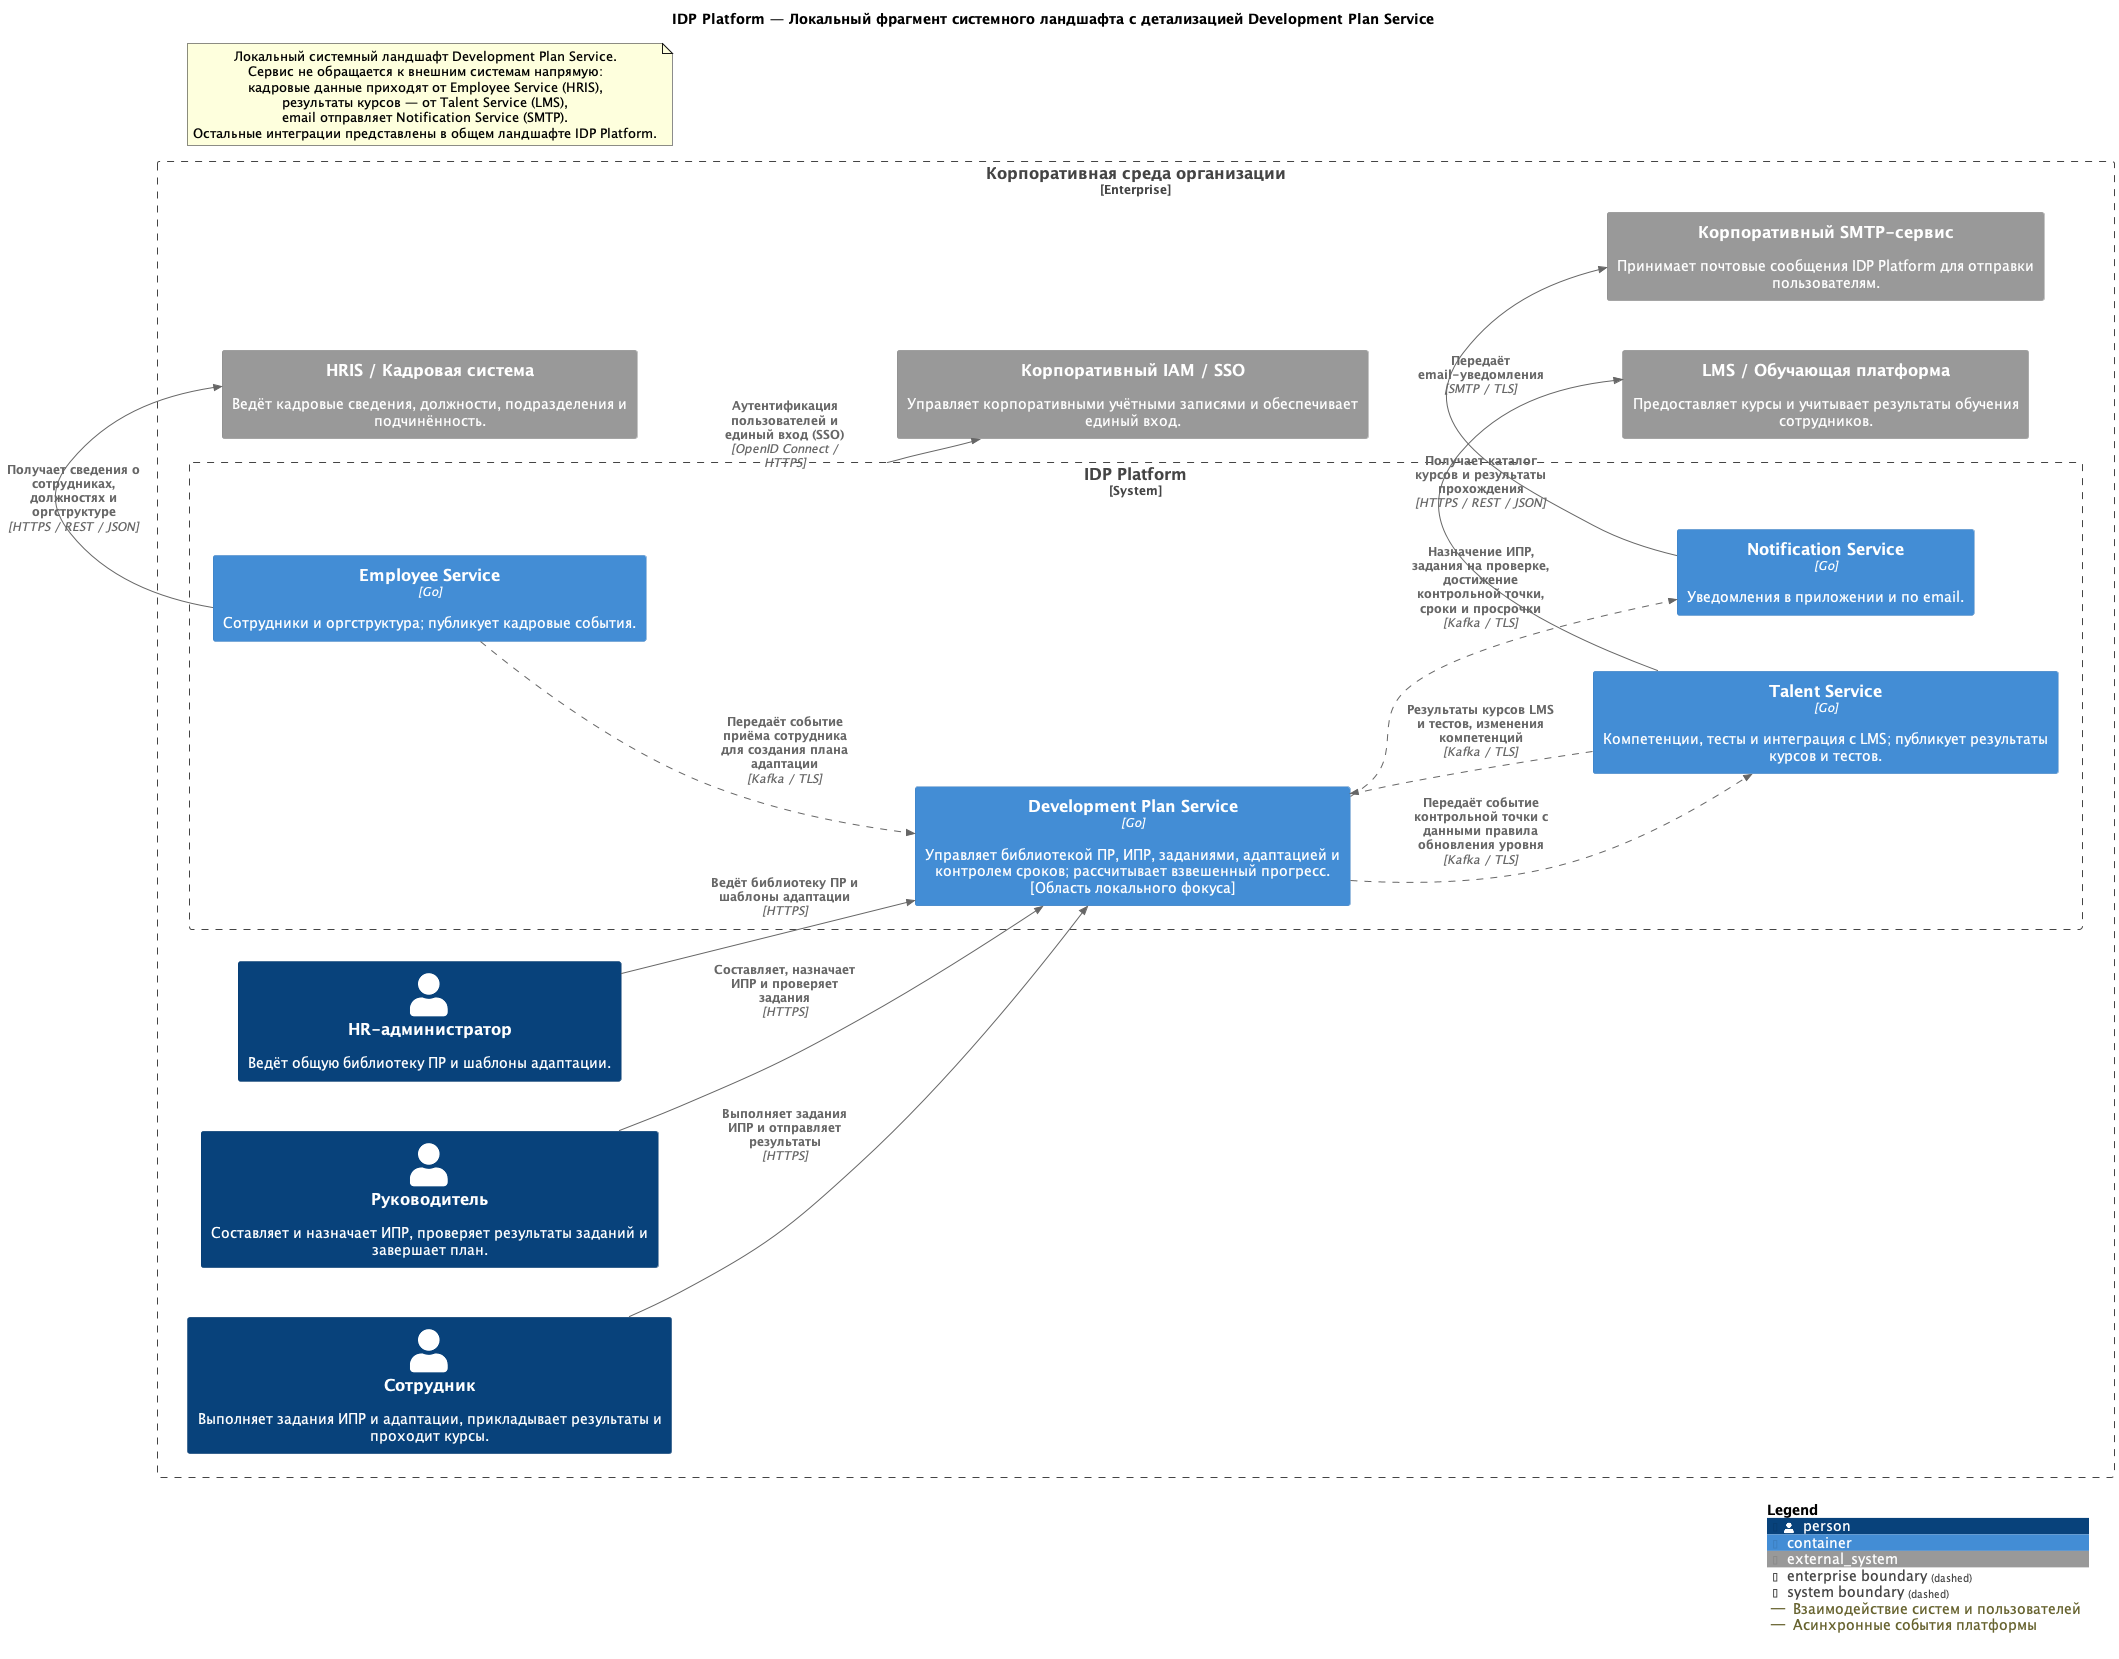 IDP Platform — Локальный фрагмент системного ландшафта с детализацией Development Plan Service
Локальный системный ландшафт Development Plan Service.
Сервис не обращается к внешним системам напрямую:
кадровые данные приходят от Employee Service (HRIS),
результаты курсов — от Talent Service (LMS),
email отправляет Notification Service (SMTP).
Остальные интеграции представлены в общем ландшафте IDP Platform.
Корпоративная среда организации
[Enterprise]
Корпоративный SMTP-сервис
Принимает почтовые сообщения IDP Platform для отправки
пользователям.
HRIS / Кадровая система
Ведёт кадровые сведения, должности, подразделения и
подчинённость.
Корпоративный IAM / SSO
Управляет корпоративными учётными записями и обеспечивает
единый вход.
LMS / Обучающая платформа
Предоставляет курсы и учитывает результаты обучения
сотрудников.
Передаёт
email-уведомления
[SMTP / TLS]
Аутентификация
пользователей и
единый вход (SSO)
[OpenID Connect /
HTTPS]
Получает сведения о
сотрудниках,
должностях и
оргструктуре
[HTTPS / REST / JSON]
Получает каталог
курсов и результаты
прохождения
[HTTPS / REST / JSON]
IDP Platform
[System]
Employee Service
[Go]
Сотрудники и оргструктура; публикует кадровые события.
Notification Service
[Go]
Уведомления в приложении и по email.
Назначение ИПР,
задания на проверке,
достижение
контрольной точки,
сроки и просрочки
[Kafka / TLS]
Talent Service
[Go]
Компетенции, тесты и интеграция с LMS; публикует результаты
курсов и тестов.
Передаёт событие
приёма сотрудника
для создания плана
адаптации
[Kafka / TLS]
Результаты курсов LMS
и тестов, изменения
компетенций
[Kafka / TLS]
Development Plan Service
[Go]
Управляет библиотекой ПР, ИПР, заданиями, адаптацией и
контролем сроков; рассчитывает взвешенный прогресс.
[Область локального фокуса]
Передаёт событие
контрольной точки с
данными правила
обновления уровня
[Kafka / TLS]
Ведёт библиотеку ПР и
шаблоны адаптации
[HTTPS]
HR-администратор
Ведёт общую библиотеку ПР и шаблоны адаптации.
Составляет, назначает
ИПР и проверяет
задания
[HTTPS]
Руководитель
Составляет и назначает ИПР, проверяет результаты заданий и
завершает план.
Выполняет задания
ИПР и отправляет
результаты
[HTTPS]
Сотрудник
Выполняет задания ИПР и адаптации, прикладывает результаты и
проходит курсы.
Legend
person
container
external_system
enterprise boundary (dashed)
system boundary (dashed)
— Взаимодействие систем и пользователей
— Асинхронные события платформы